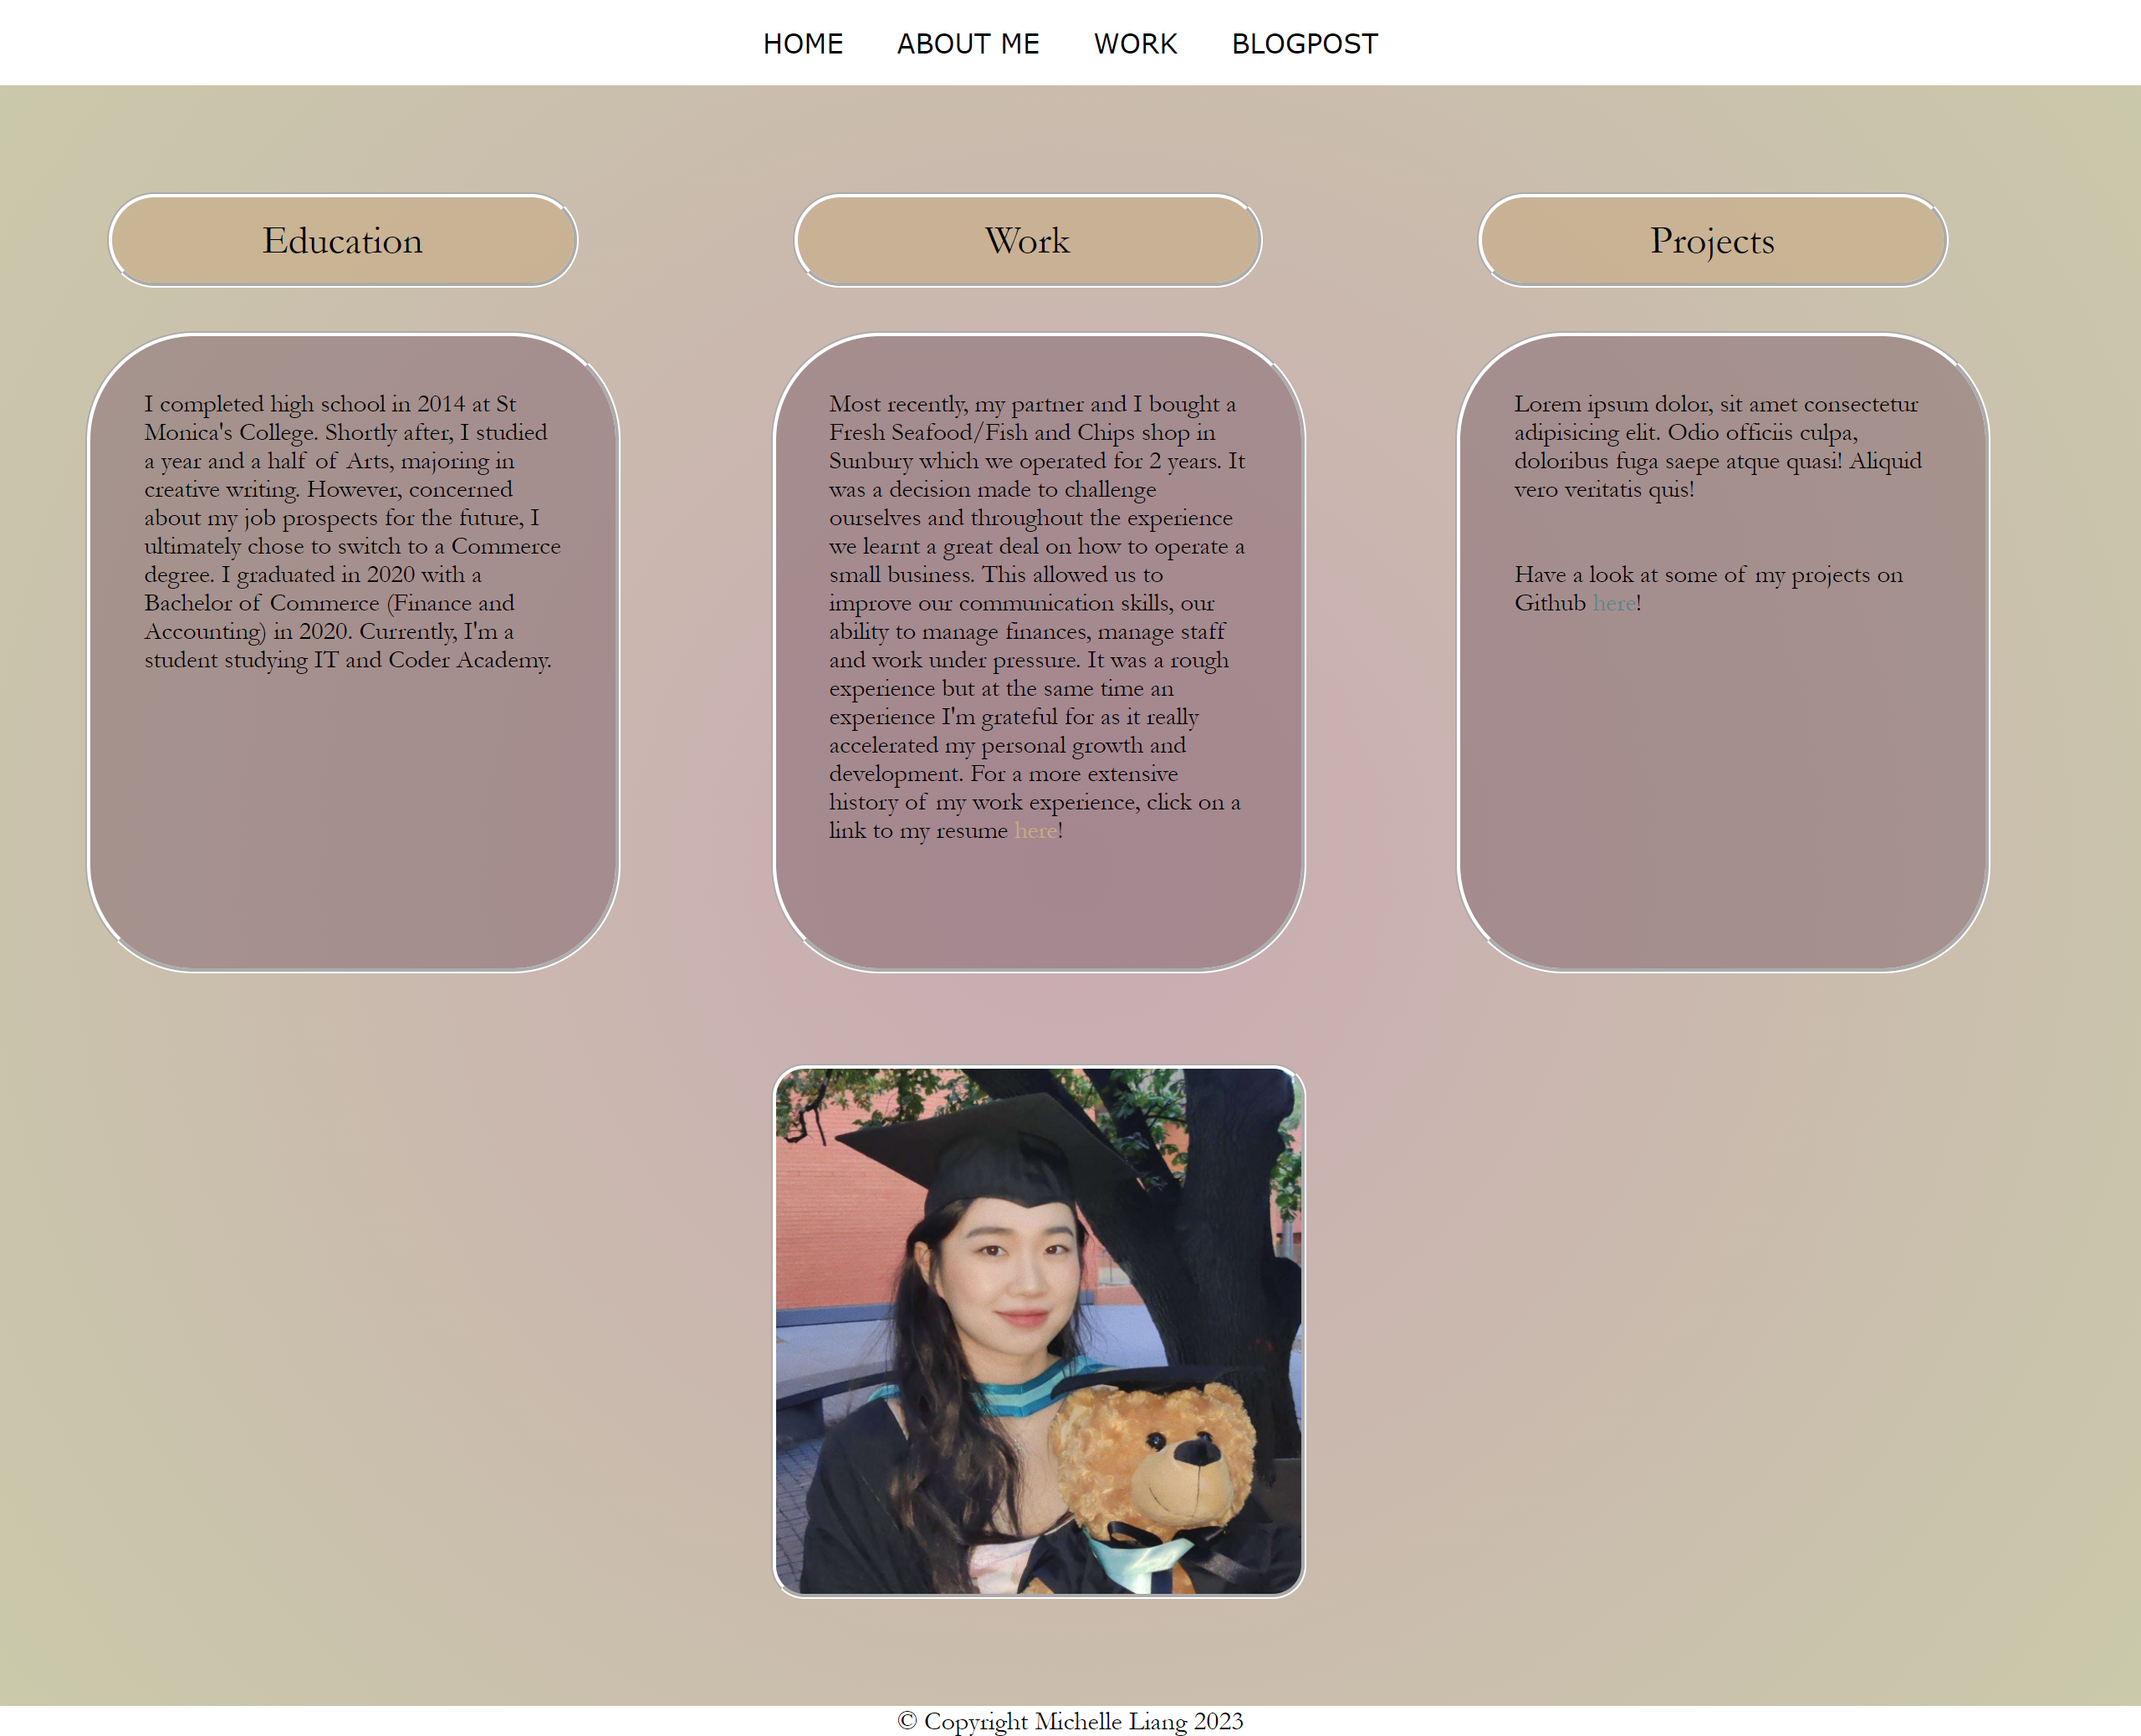 HOME ABOUT ME WORK BLOGPOST
Education
I completed high school in 2014 at St
Monica's College. Shortly after, I studied
a year and a half of Arts, majoring in
creative writing. However, concerned
about my job prospects for the future, I
ultimately chose to switch to a Commerce
degree. I graduated in 2020 with a
Bachelor of Commerce (Finance and
Accounting) in 2020. Currently, I'm a
student studying IT and Coder Academy.
Work
Most recently, my partner and I bought a
Fresh Seafood/Fish and Chips shop in
Sunbury which we operated for 2 years. It
was a decision made to challenge
ourselves and throughout the experience
we learnt a great deal on how to operate a
small business. This allowed us to
improve our communication skills, our
ability to manage finances, manage staff
and work under pressure. It was a rough
experience but at the same time an
experience I'm grateful for as it really
accelerated my personal growth and
development. For a more extensive
history of my work experience, click on a
link to my resume here!
Projects
Lorem ipsum dolor, sit amet consectetur
adipisicing elit. Odio officiis culpa,
doloribus fuga saepe atque quasi! Aliquid
vero veritatis quis!
Have a look at some of my projects on
Github here!
© Copyright Michelle Liang 2023